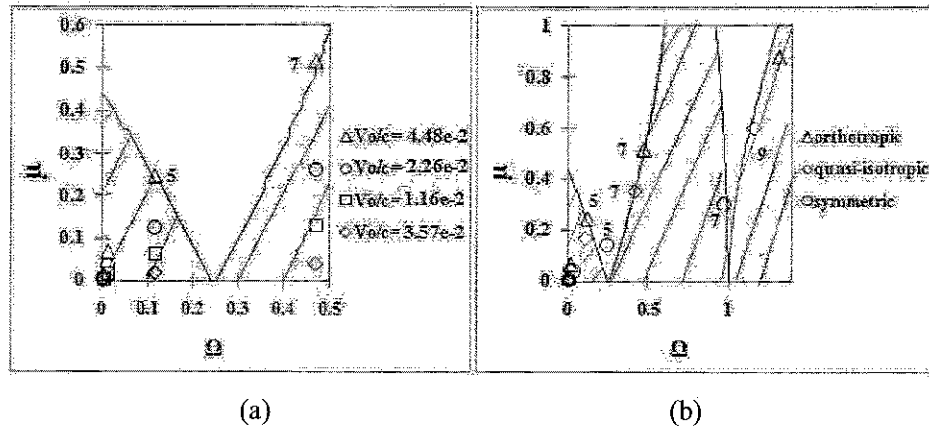 0.6
0.5
0.4
0.3
0.2
0.1
0
0 0.1 0.2 0.3 0.4 0.5
μ
Ω
5
7
△Vo/c= 4.48e-2
○Vo/c= 2.26e-2
□Vo/c= 1.16e-2
◇Vo/c= 3.57e-2
(a)
1
0.8
0.6
0.4
0.2
0
0 0.5 1
μ
Ω
5
5
7
7
7
9
△orthotropic
◇quasi-isotropic
○symmetric
(b)